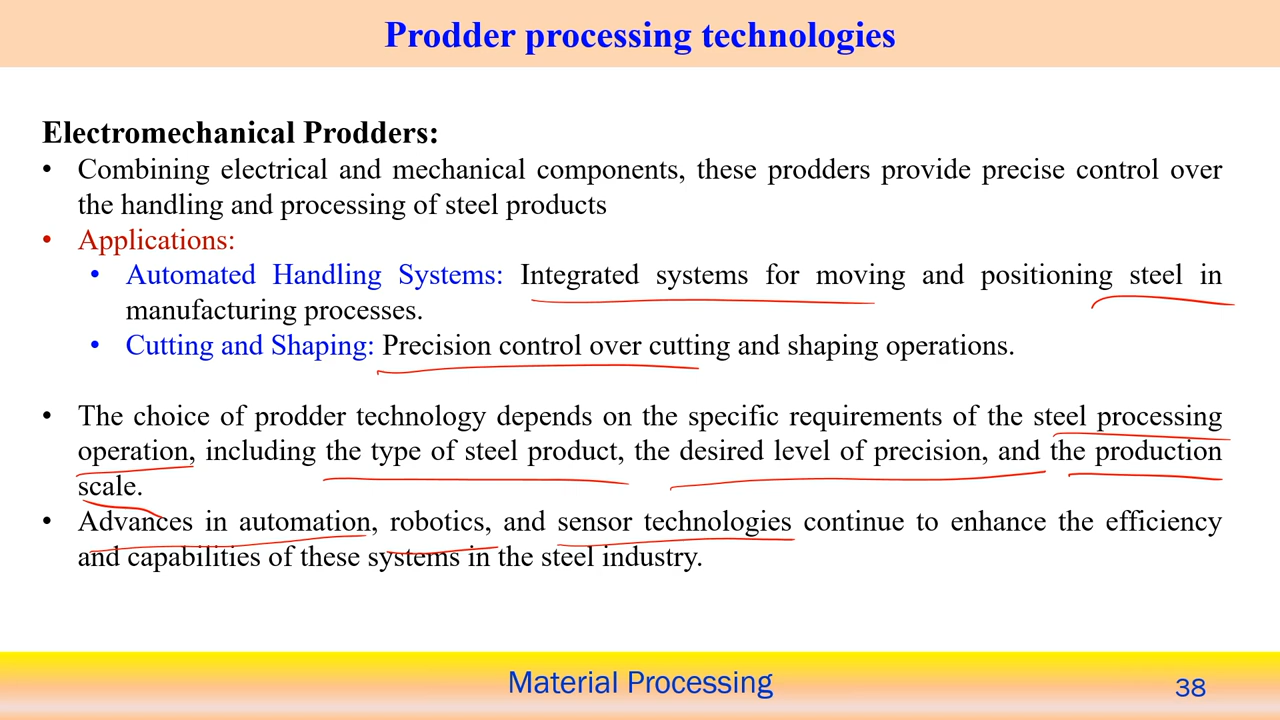 Prodder processing technologies
Electromechanical Prodders:
• Combining electrical and mechanical components, these prodders provide precise control over
the handling and processing of steel products
• Applications:
• Automated Handling Systems: Integrated systems for moving and positioning steel in
manufacturing processes.
• Cutting and Shaping: Precision control over cutting and shaping operations.
• The choice of prodder technology depends on the specific requirements of the steel processing
operation, including the type of steel product, the desired level of precision, and the production
scale.
• Advances in automation, robotics, and sensor technologies continue to enhance the efficiency
and capabilities of these systems in the steel industry.
Material Processing
38